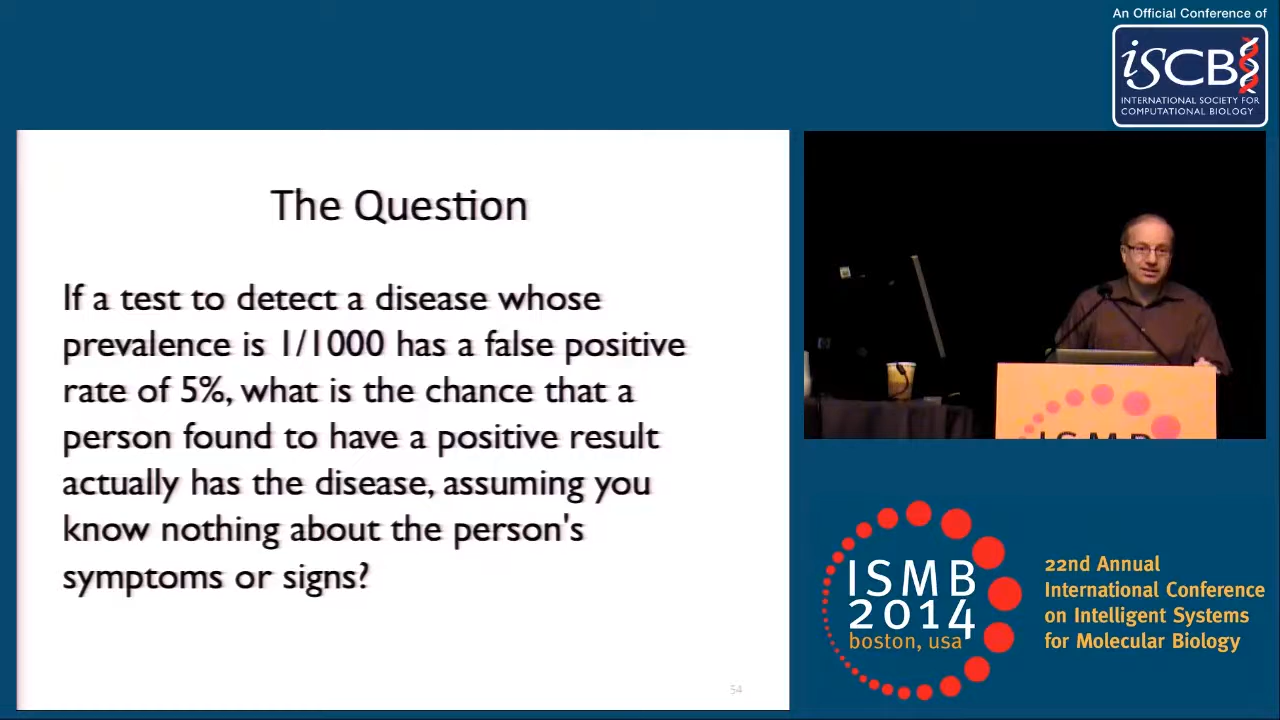 An Official Conference of
iSCB
INTERNATIONAL SOCIETY FOR
COMPUTATIONAL BIOLOGY
The Question
If a test to detect a disease whose
prevalence is 1/1000 has a false positive
rate of 5%, what is the chance that a
person found to have a positive result
actually has the disease, assuming you
know nothing about the person's
symptoms or signs?
54
ISMB
ISMB
2014
boston, usa
22nd Annual
International Conference
on Intelligent Systems
for Molecular Biology